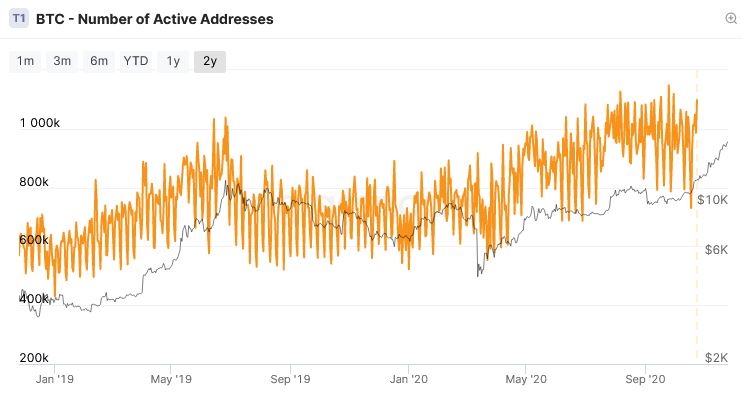 T1 BTC - Number of Active Addresses
1m 3m 6m YTD 1y 2y
1 000k
800k
$10K
600k
$6K
400k
200k
$2K
Jan '19 May '19 Sep '19 Jan '20 May '20 Sep '20